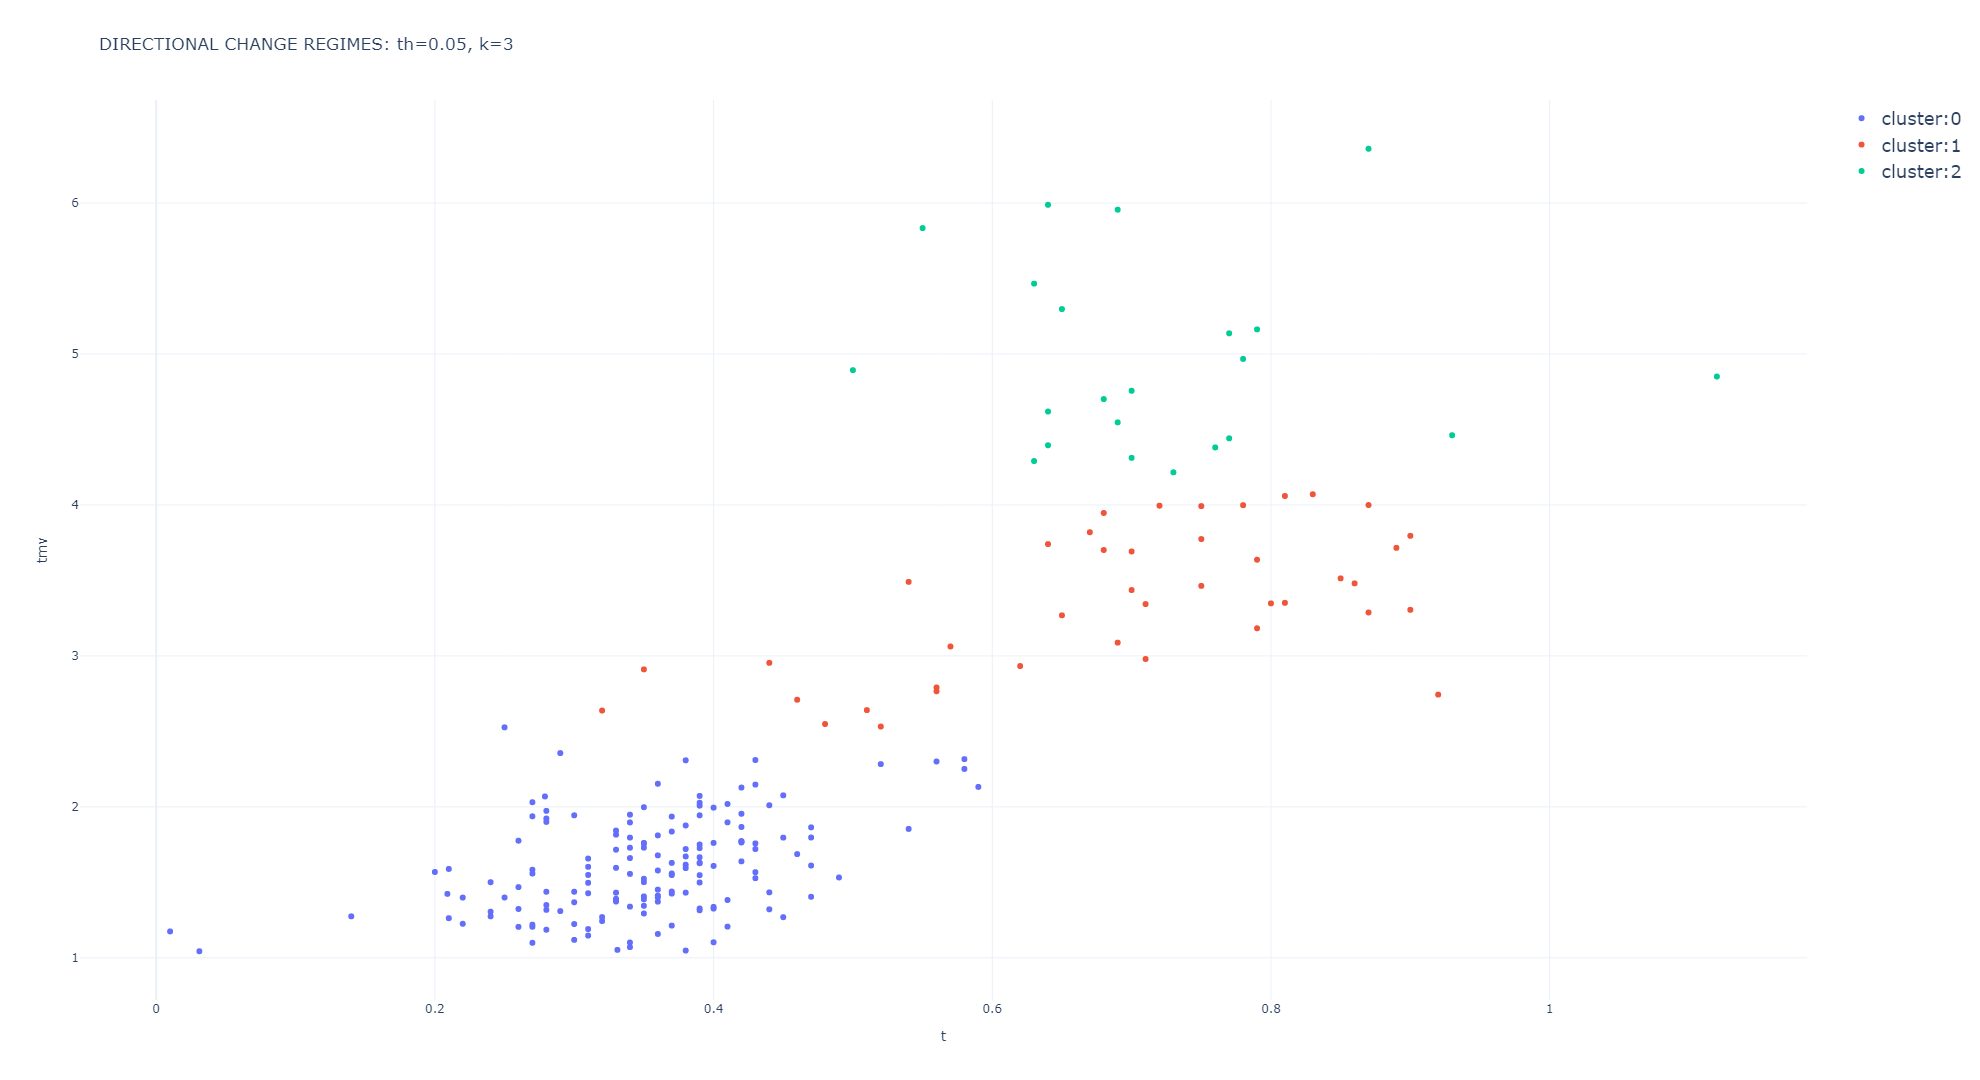 DIRECTIONAL CHANGE REGIMES: th=0.05, k=3
cluster:0
cluster:1
cluster:2
6
5
4
3
2
1
tmv
0
0.2
0.4
0.6
0.8
1
t